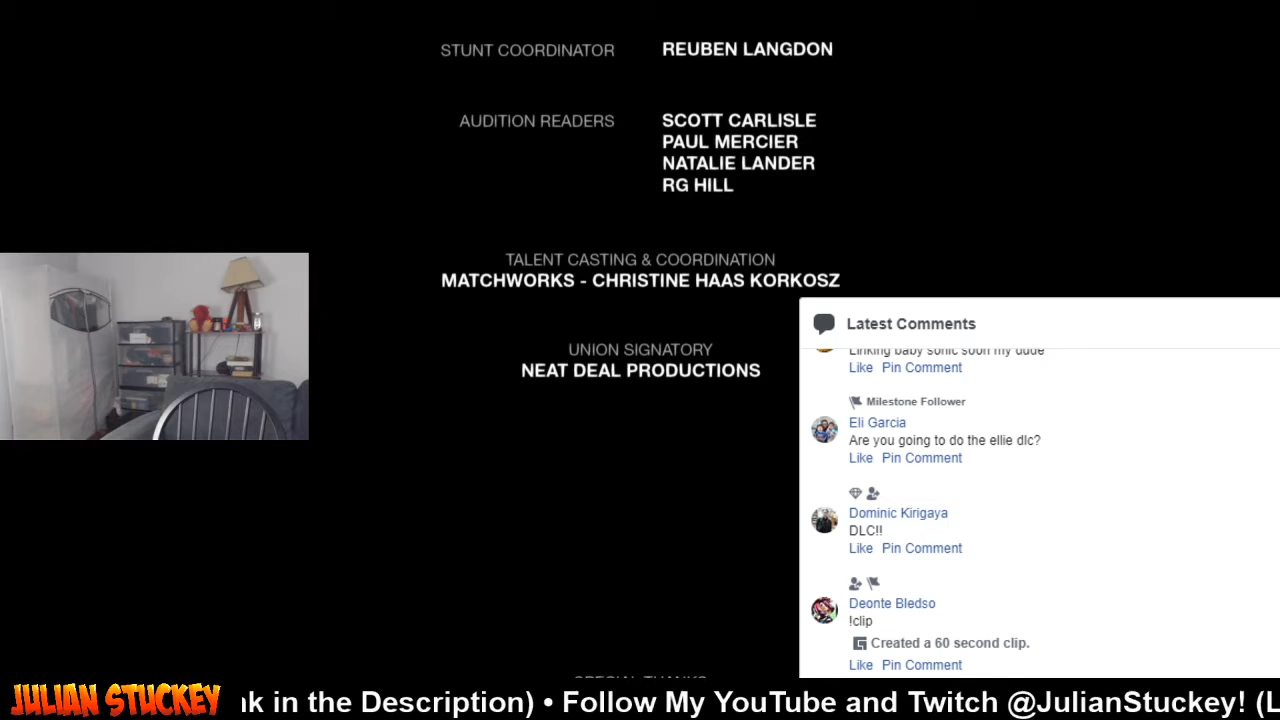 STUNT COORDINATOR REUBEN LANGDON
AUDITION READERS SCOTT CARLISLE
PAUL MERCIER
NATALIE LANDER
RG HILL
TALENT CASTING & COORDINATION
MATCHWORKS - CHRISTINE HAAS KORKOSZ
UNION SIGNATORY
NEAT DEAL PRODUCTIONS
SPECIAL THANKS
Latest Comments
Linking baby sonic soon my dude
Like Pin Comment
Milestone Follower
Eli Garcia
Are you going to do the ellie dlc?
Like Pin Comment
Dominic Kirigaya
DLC!!
Like Pin Comment
Deonte Bledso
!clip
Created a 60 second clip.
Like Pin Comment
JULIAN STUCKEY nk in the Description) • Follow My YouTube and Twitch @JulianStuckey! (L